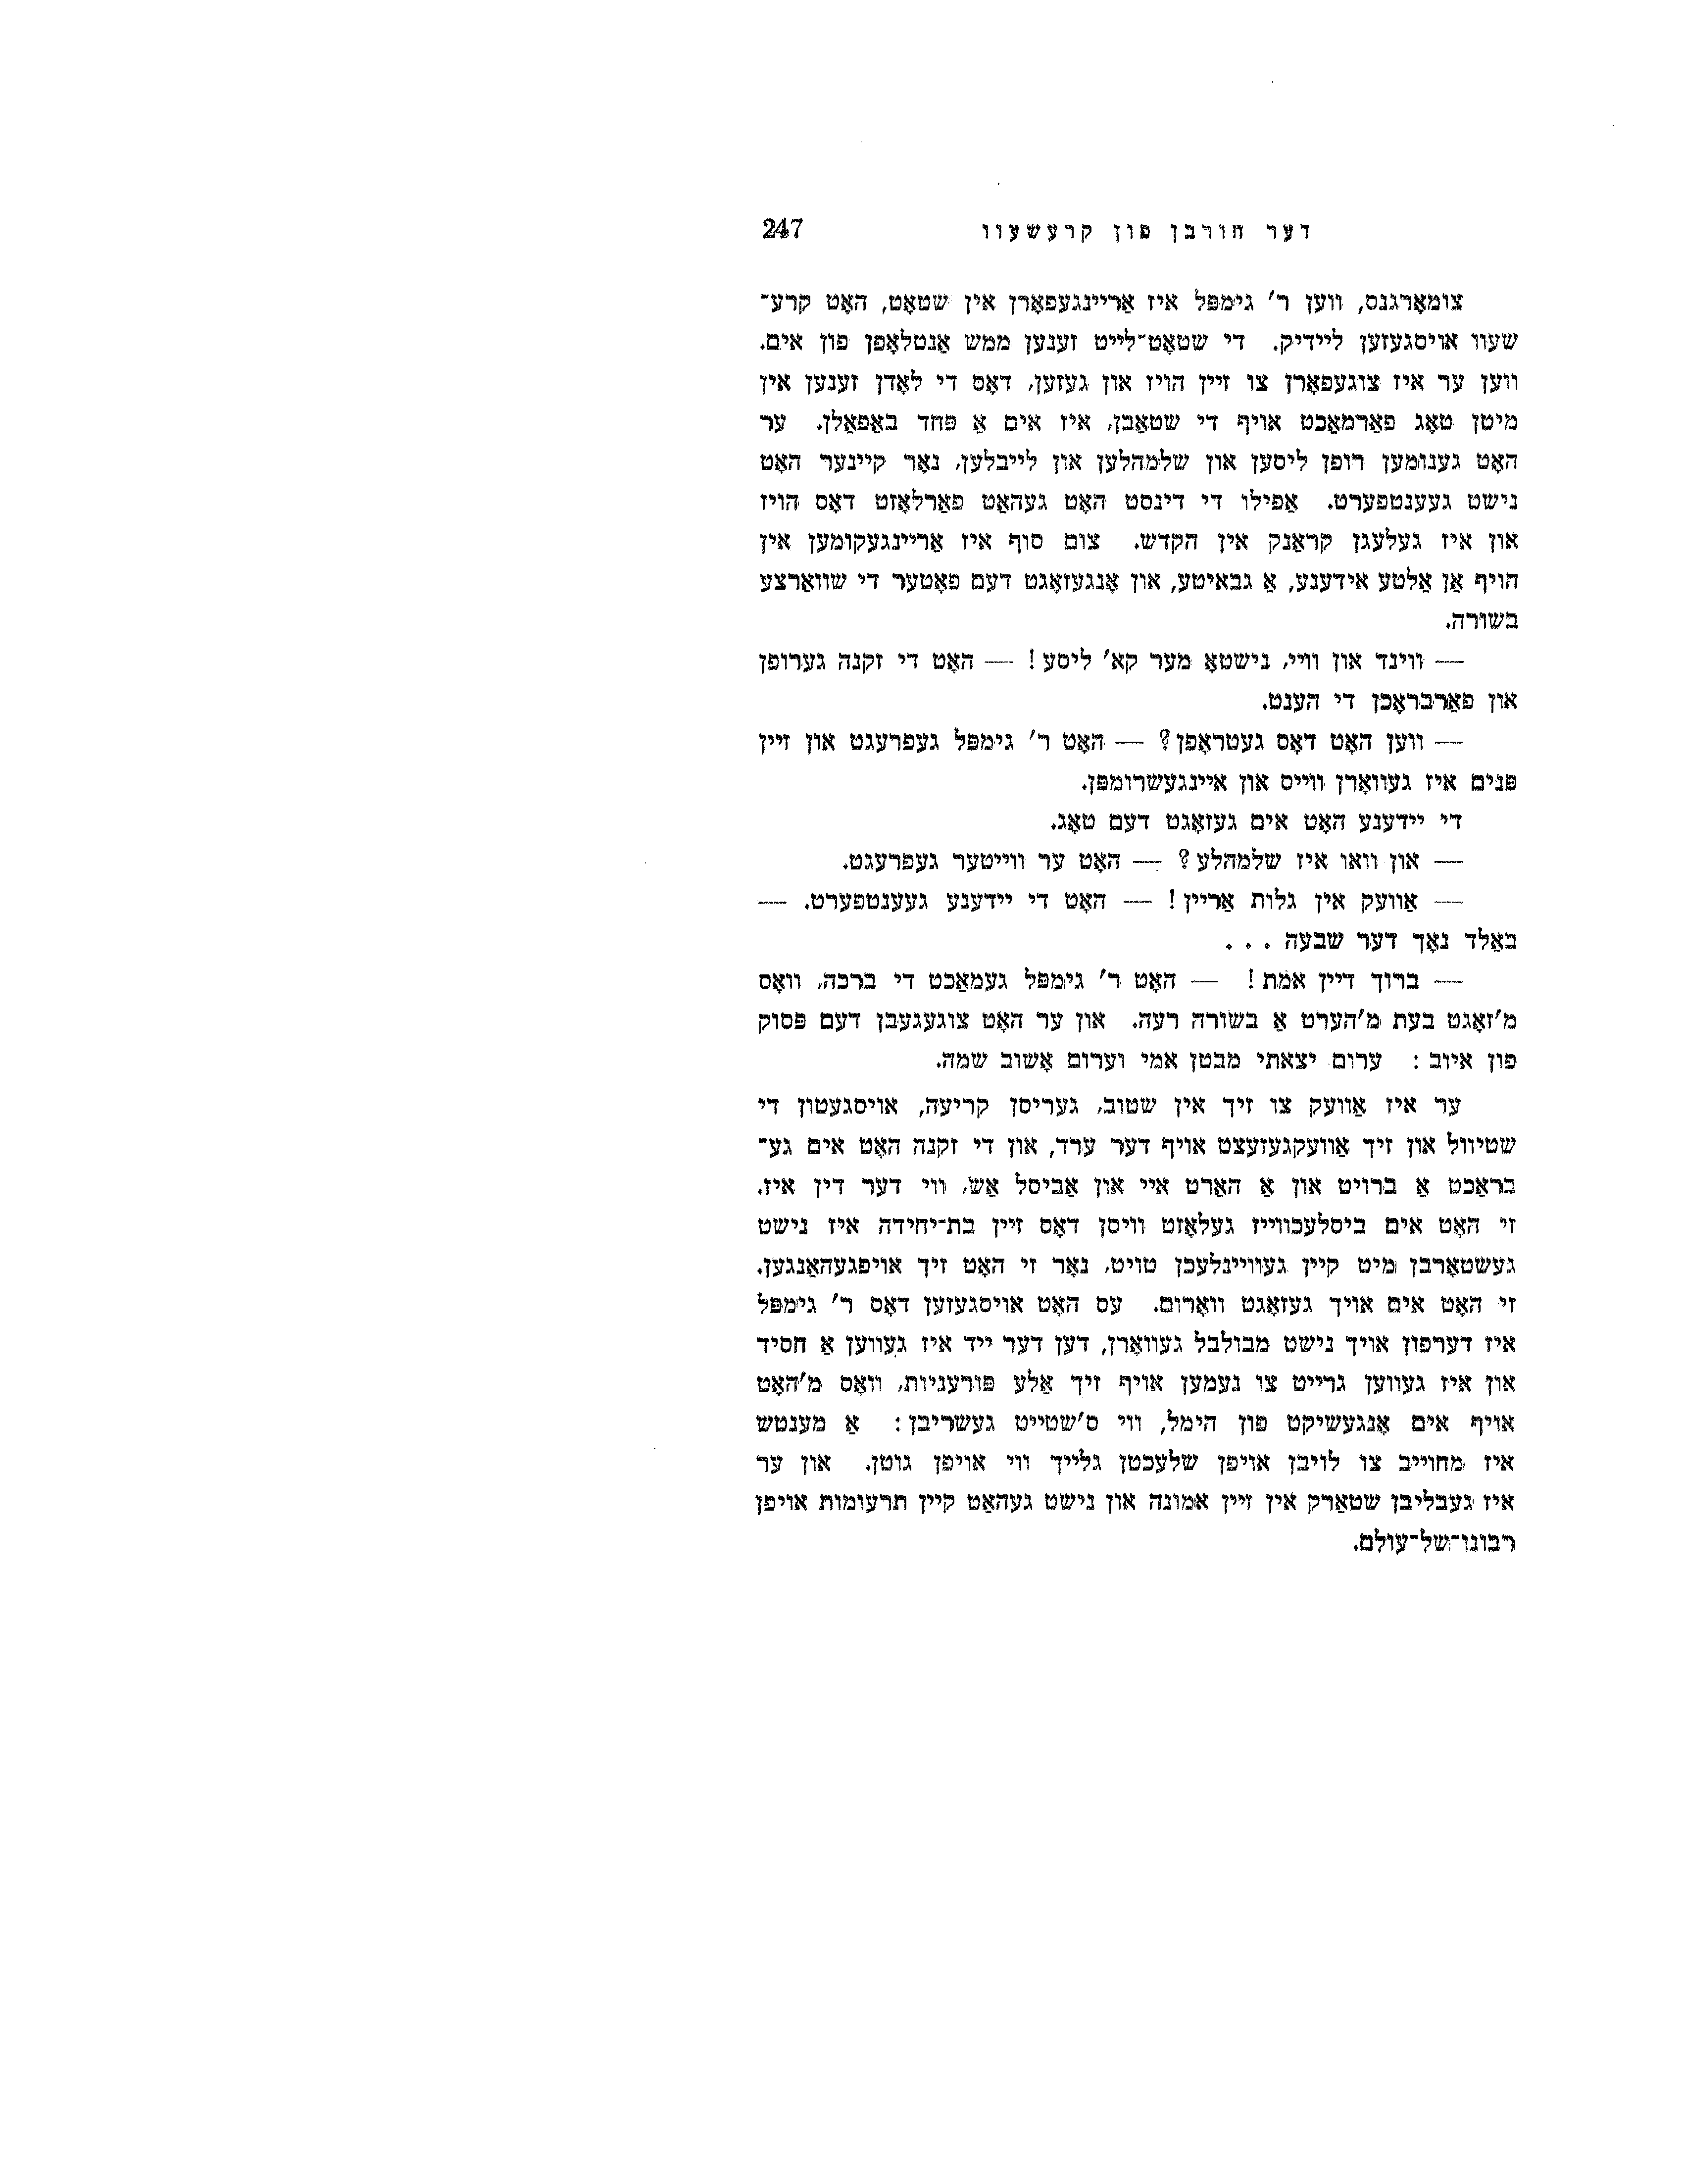 דער חורבן פון קרעשעוו 247
צומאָרגנס, ווען ר' גימפּל איז אַריינגעפאָרן אין שטאָט, האָט קרע־
שעוו אויסגעזען ליידיק. די שטאָט־לייט זענען ממש אַנטלאָפן פון אים.
ווען ער איז צוגעפאָרן צו זיין הויז און געזען, דאָס די לאָדן זענען אין
מיטן טאָג פאַרמאַכט אויף די שטאַבן, איז אים אַ פּחד באַפאַלן. ער
האָט גענומען רופן ליסען און שלמהלען און לייבלען, נאָר קיינער האָט
נישט געענטפערט. אַפילו די דינסט האָט געהאַט פאַרלאָזט דאָס הויז
און איז געלעגן קראַנק אין הקדש. צום סוף איז אַריינגעקומען אין
הויף אַן אַלטע אידענע, אַ גבאיטע, און אָנגעזאָגט דעם פאָטער די שוואַרצע
בשורה.
— ווינד און וויי, נישטאָ מער קא' ליסע! — האָט די זקנה גערופן
און פאַרבראָכן די הענט.
— ווען האָט דאָס געטראָפן? — האָט ר' גימפּל געפרעגט און זיין
פּנים איז געוואָרן ווייס און איינגעשרומפּן.
די יידענע האָט אים געזאָגט דעם טאָג.
— און וואו איז שלמהלע? — האָט ער ווייטער געפרעגט.
— אַוועק אין גלות אַריין! — האָט די יידענע געענטפערט. —
באַלד נאָך דער שבעה . . .
— ברוך דיין אמת! — האָט ר' גימפּל געמאַכט די ברכה, וואָס
מ'זאָגט בעת מ'הערט אַ בשורה רעה. און ער האָט צוגעגעבן דעם פּסוק
פון איוב: ערום יצאתי מבטן אמי וערום אָשוב שמה.
ער איז אַוועק צו זיך אין שטוב, געריסן קריעה, אויסגעטון די
שטיוול און זיך אַוועקגעזעצט אויף דער ערד, און די זקנה האָט אים גע־
בראַכט אַ ברויט און אַ האַרט איי און אַביסל אַש, ווי דער דין איז.
זי האָט אים ביסלעכווייז געלאָזט וויסן דאָס זיין בת־יחידה איז נישט
געשטאָרבן מיט קיין געוויינלעכן טויט, נאָר זי האָט זיך אויפגעהאַנגען.
זי האָט אים אויך געזאָגט וואָרום. עס האָט אויסגעזען דאָס ר' גימפּל
איז דערפון אויך נישט מבולבל געוואָרן, דען דער ייד איז געווען אַ חסיד
און איז געווען גרייט צו נעמען אויף זיך אַלע פּורעניות, וואָס מ'האָט
אויף אים אָנגעשיקט פון הימל, ווי ס'שטייט געשריבן: אַ מענטש
איז מחוייב צו לויבן אויפן שלעכטן גלייך ווי אויפן גוטן. און ער
איז געבליבן שטאַרק אין זיין אמונה און נישט געהאַט קיין תרעומות אויפן
רבונו־של־עולם.